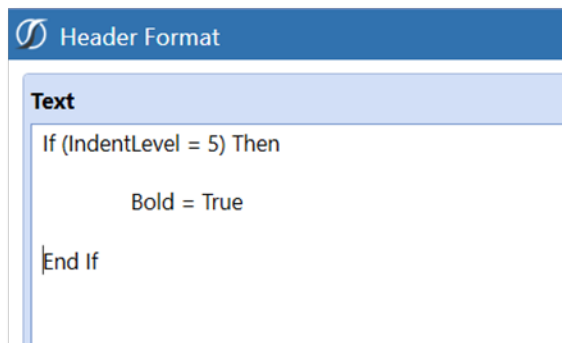 Header Format
Text
If (IndentLevel = 5) Then
Bold = True
End If